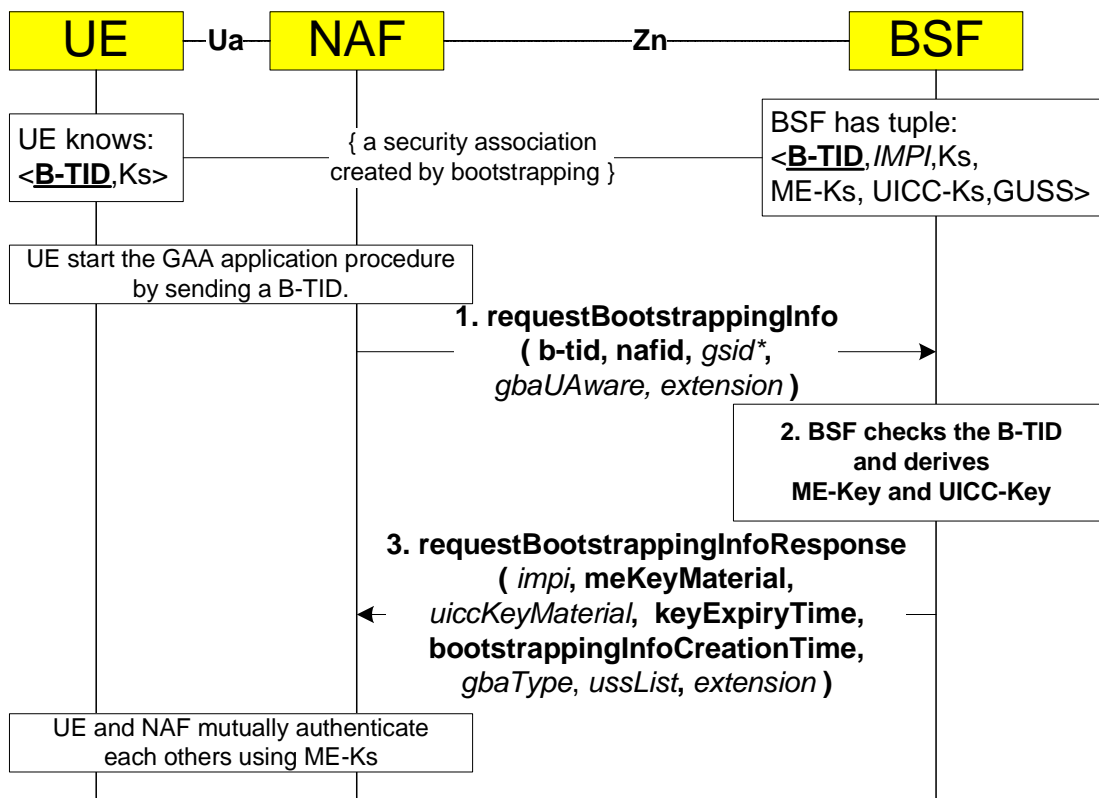 UE
Ua
NAF
Zn
BSF
UE knows:
<B-TID,Ks>
{ a security association
created by bootstrapping }
BSF has tuple:
<B-TID,IMPI,Ks,
ME-Ks, UICC-Ks,GUSS>
UE start the GAA application procedure
by sending a B-TID.
1. requestBootstrappingInfo
( b-tid, nafid, gsid*,
gbaUAware, extension )
2. BSF checks the B-TID
and derives
ME-Key and UICC-Key
3. requestBootstrappingInfoResponse
( impi, meKeyMaterial,
uiccKeyMaterial, keyExpiryTime,
bootstrappingInfoCreationTime,
gbaType, ussList, extension )
UE and NAF mutually authenticate
each others using ME-Ks